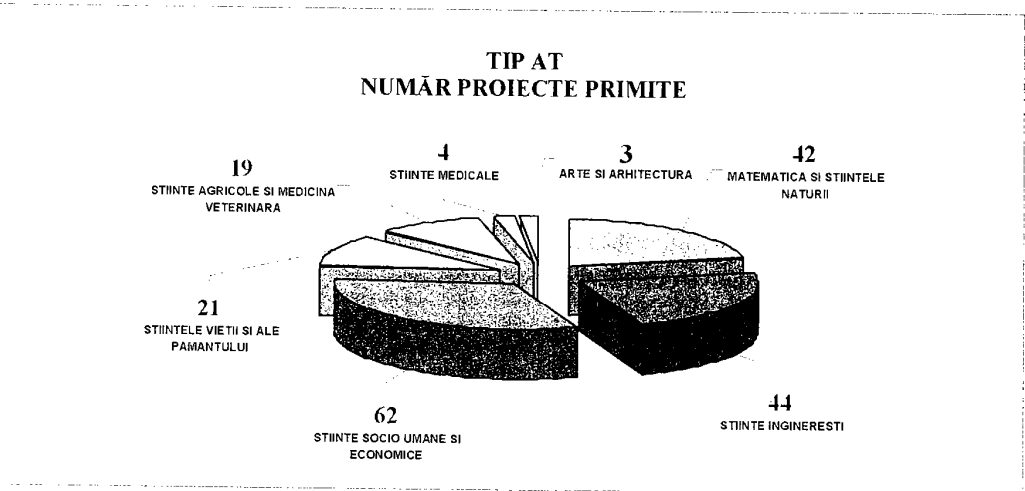 TIP AT
NUMĂR PROIECTE PRIMITE
19
STIINTE AGRICOLE SI MEDICINA
VETERINARA
4
STIINTE MEDICALE
3
ARTE SI ARHITECTURA
42
MATEMATICA SI STIINTELE
NATURII
21
STIINTELE VIETII SI ALE
PAMANTULUI
62
STIINTE SOCIO UMANE SI
ECONOMICE
44
STIINTE INGINERESTI